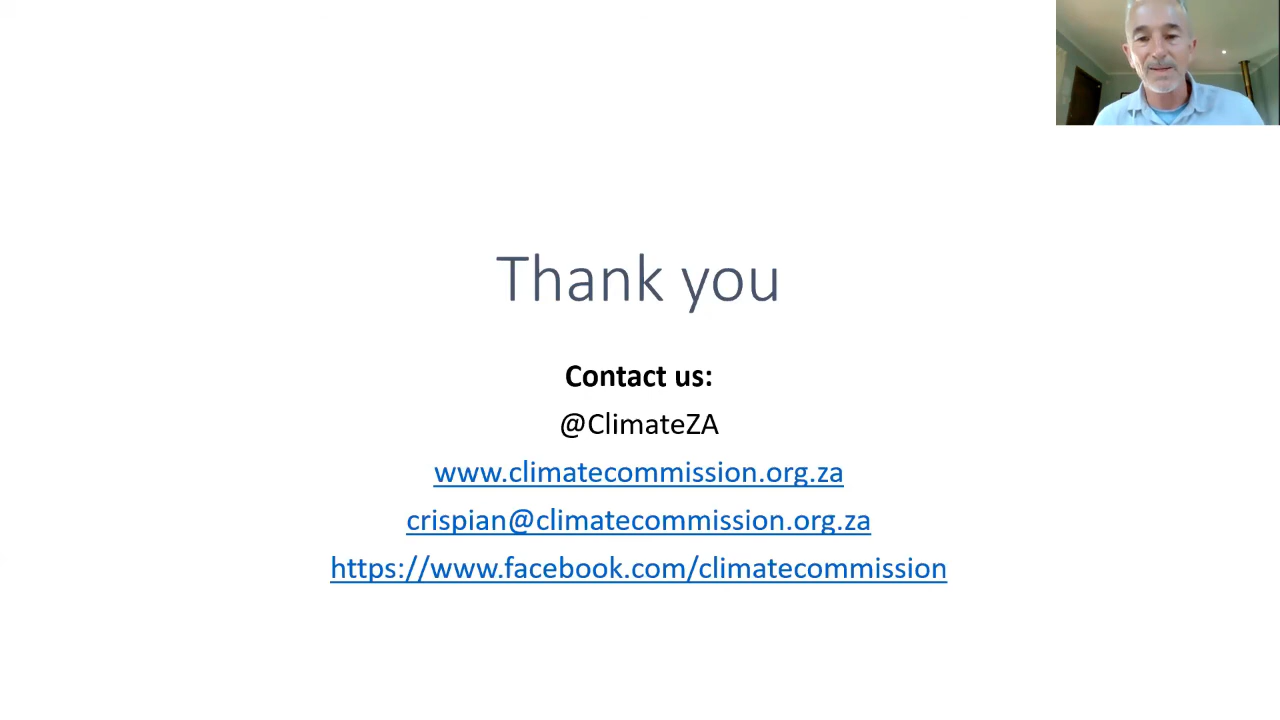 Thank you
Contact us:
@ClimateZA
www.climatecommission.org.za
crispian@climatecommission.org.za
https://www.facebook.com/climatecommission